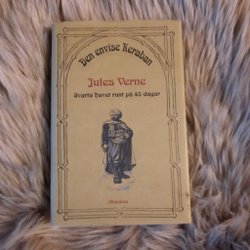 Den envise Keraban
Jules Verne
Svarta Havet runt på 45 dagar